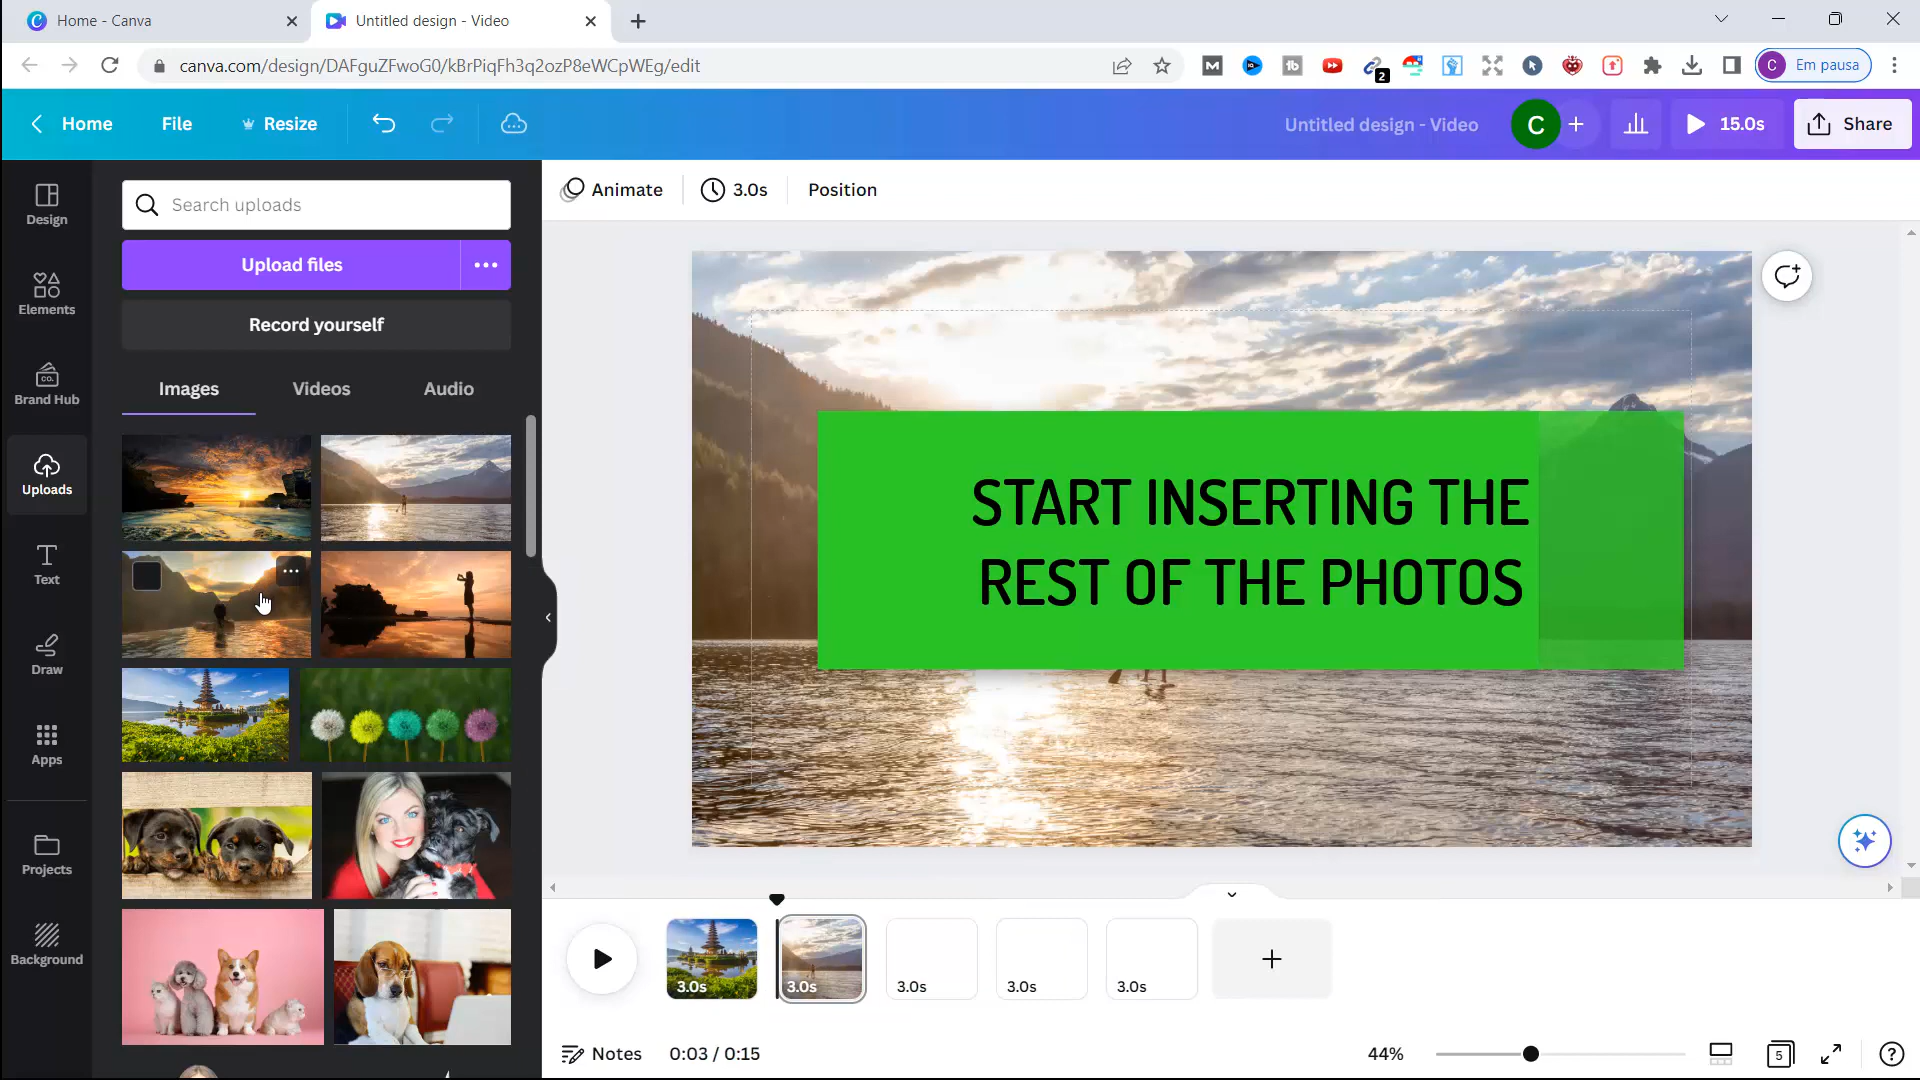 Home - Canva
Untitled design - Video
canva.com/design/DAFguZFwoG0/kBrPiqFh3q2ozP8eWCpWEg/edit
2
C Em pausa
Home
File
Resize
Untitled design - Video
C
15.0s
Share
Design
Elements
CO.
Brand Hub
Uploads
Text
Draw
Apps
Projects
Background
Search uploads
Upload files
Record yourself
Images
Videos
Audio
Animate
3.0s
Position
START INSERTING THE
REST OF THE PHOTOS
3.0s
3.0s
3.0s
3.0s
3.0s
Notes
0:03 / 0:15
44%
5